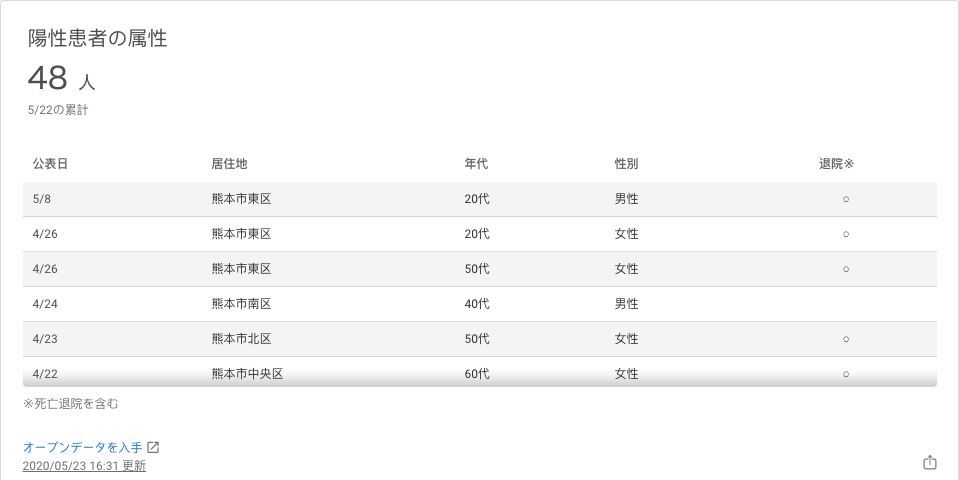 陽性患者の属性
48 人
5/22の累計
公表日 居住地 年代 性別 退院※
5/8 熊本市東区 20代 男性 ○
4/26 熊本市東区 20代 女性 ○
4/26 熊本市東区 50代 女性 ○
4/24 熊本市南区 40代 男性
4/23 熊本市北区 50代 女性 ○
4/22 熊本市中央区 60代 女性 ○
※死亡退院を含む
オープンデータを入手
2020/05/23 16:31 更新